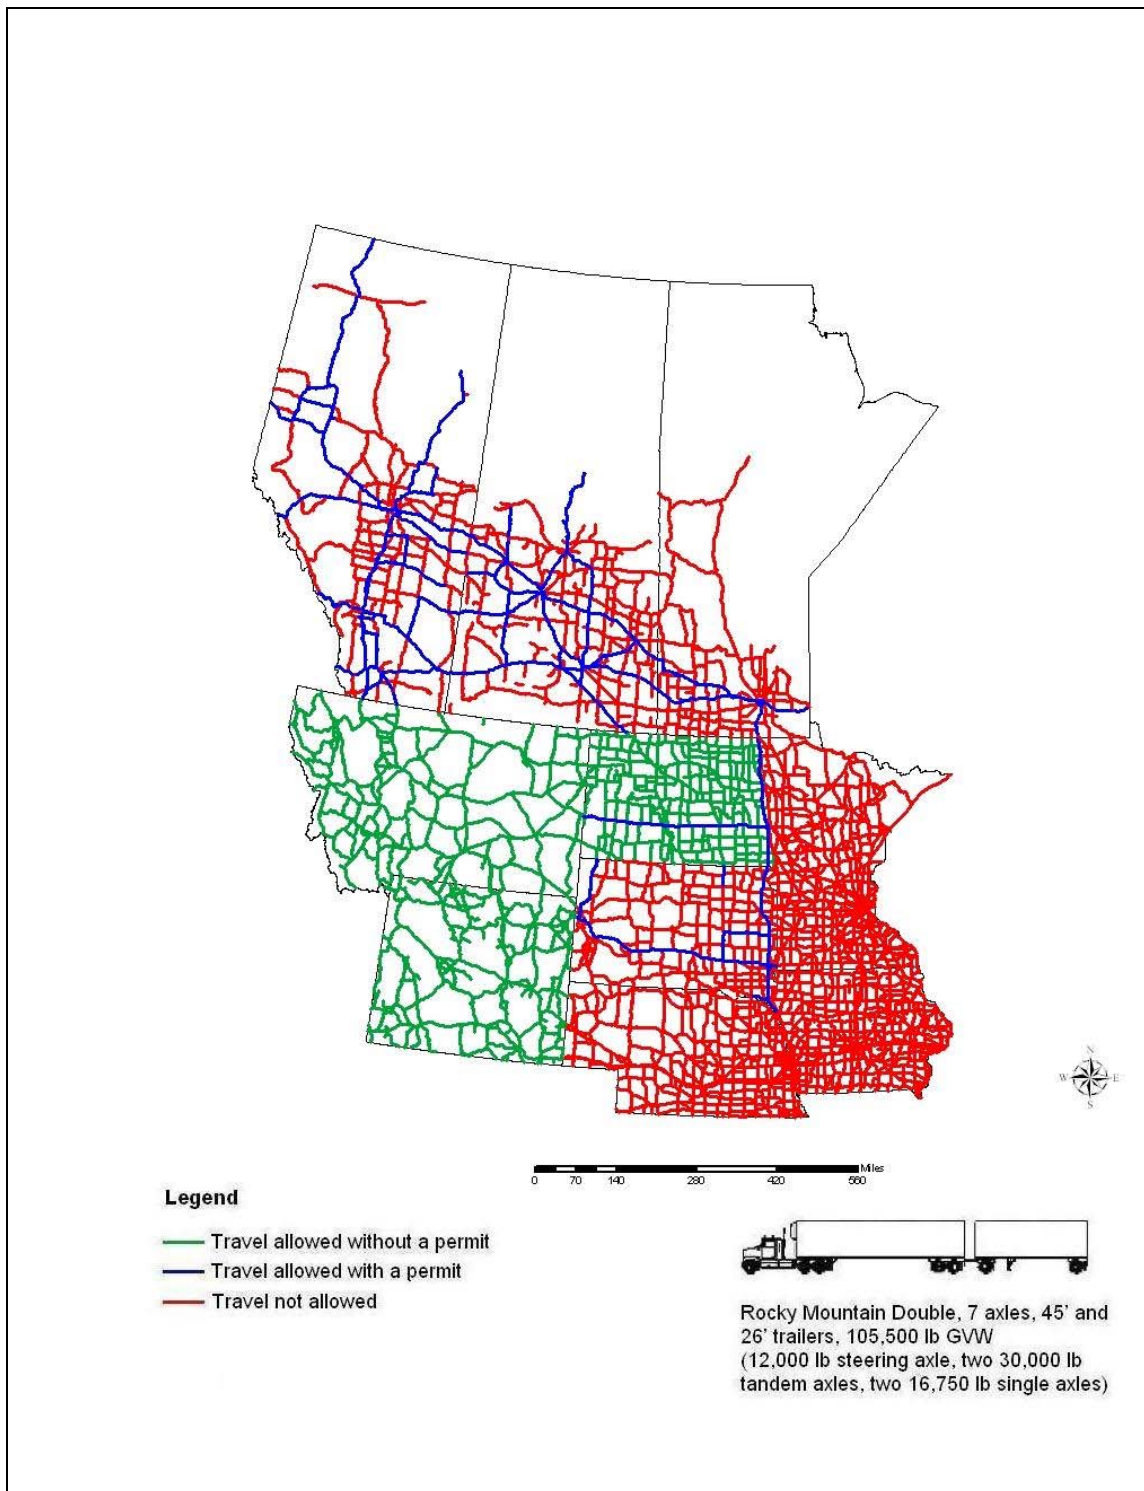 N
W E
S
Miles
0 70 140 280 420 560
Legend
Travel allowed without a permit
Travel allowed with a permit
Travel not allowed
Rocky Mountain Double, 7 axles, 45' and
26' trailers, 105,500 lb GVW
(12,000 lb steering axle, two 30,000 lb
tandem axles, two 16,750 lb single axles)